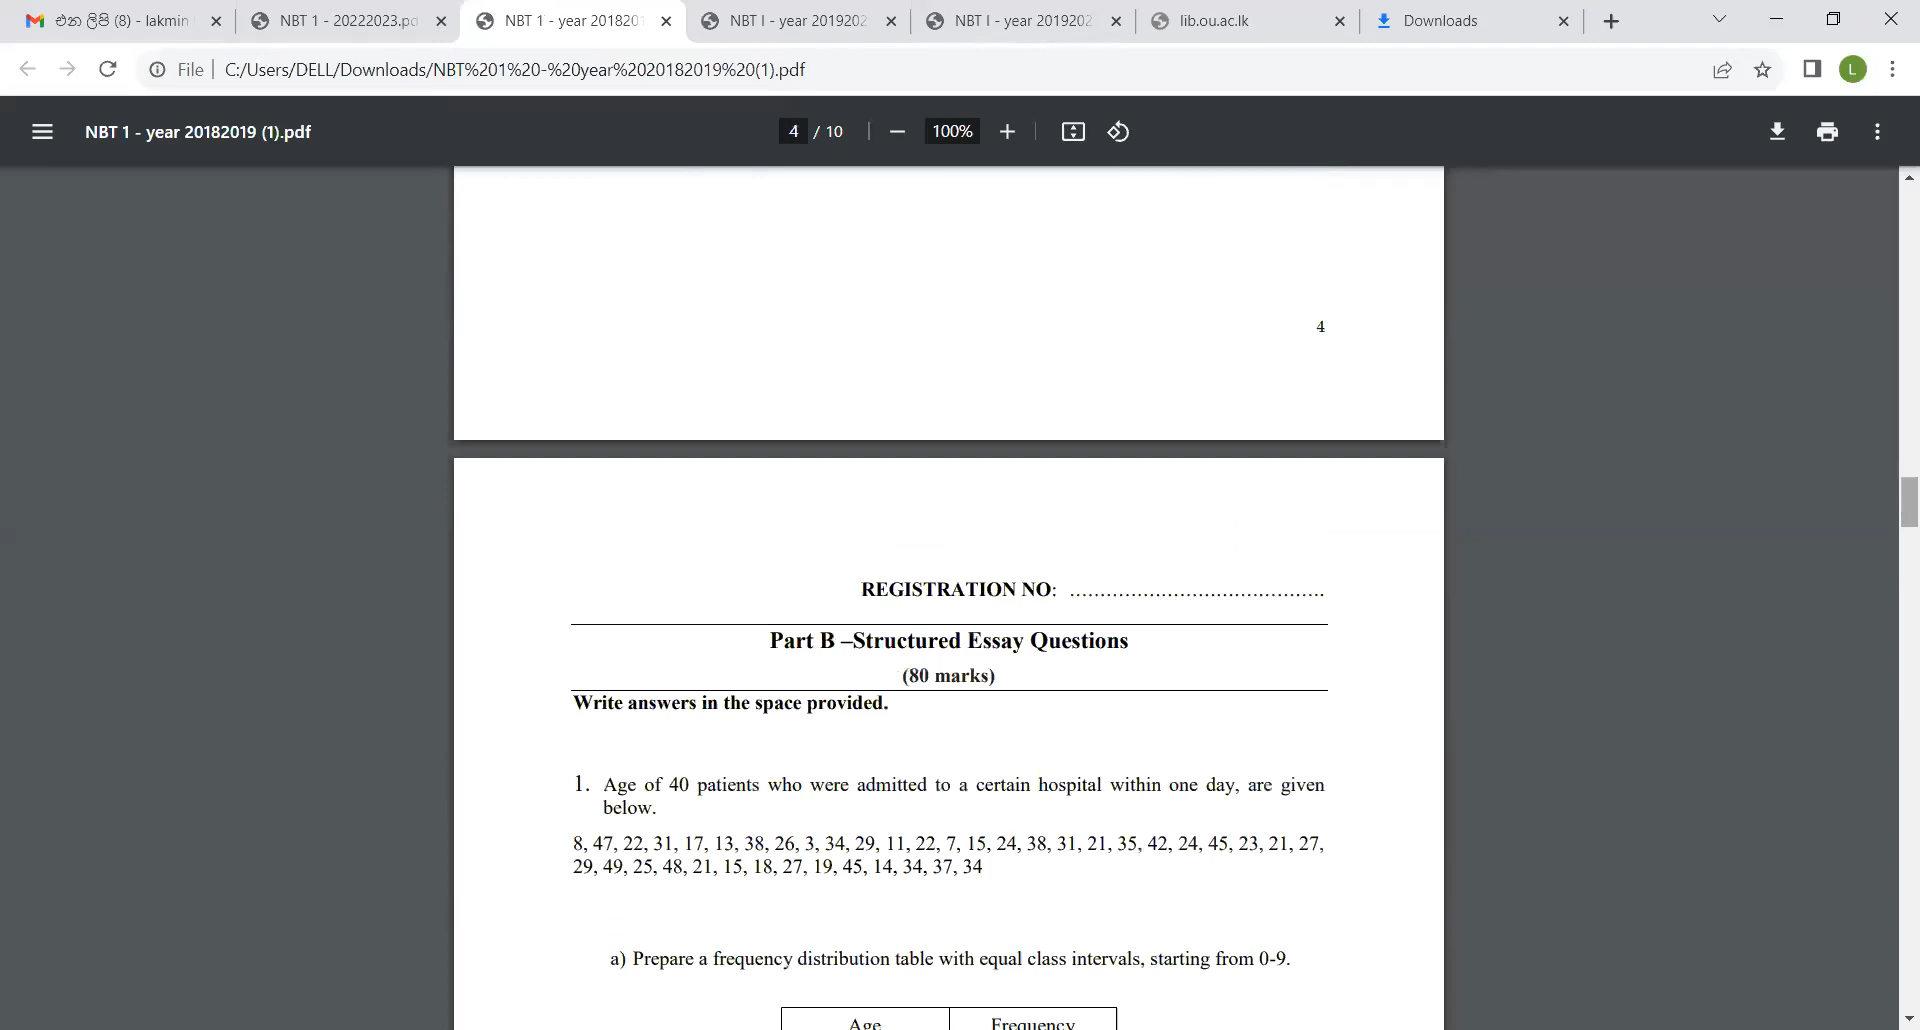 එන ලිපි (8) - lakmin
NBT 1 - 20222023.pd
NBT 1 - year 2018201
NBT I - year 2019202
NBT I - year 2019202
lib.ou.ac.lk
Downloads
File
C:/Users/DELL/Downloads/NBT%201%20-%20year%2020182019%20(1).pdf
L
NBT 1 - year 20182019 (1).pdf
4 / 10
100%
4
REGISTRATION NO: ..........................................
Part B –Structured Essay Questions
(80 marks)
Write answers in the space provided.
1. Age of 40 patients who were admitted to a certain hospital within one day, are given
below.
8, 47, 22, 31, 17, 13, 38, 26, 3, 34, 29, 11, 22, 7, 15, 24, 38, 31, 21, 35, 42, 24, 45, 23, 21, 27,
29, 49, 25, 48, 21, 15, 18, 27, 19, 45, 14, 34, 37, 34
a) Prepare a frequency distribution table with equal class intervals, starting from 0-9.
Age Frequency